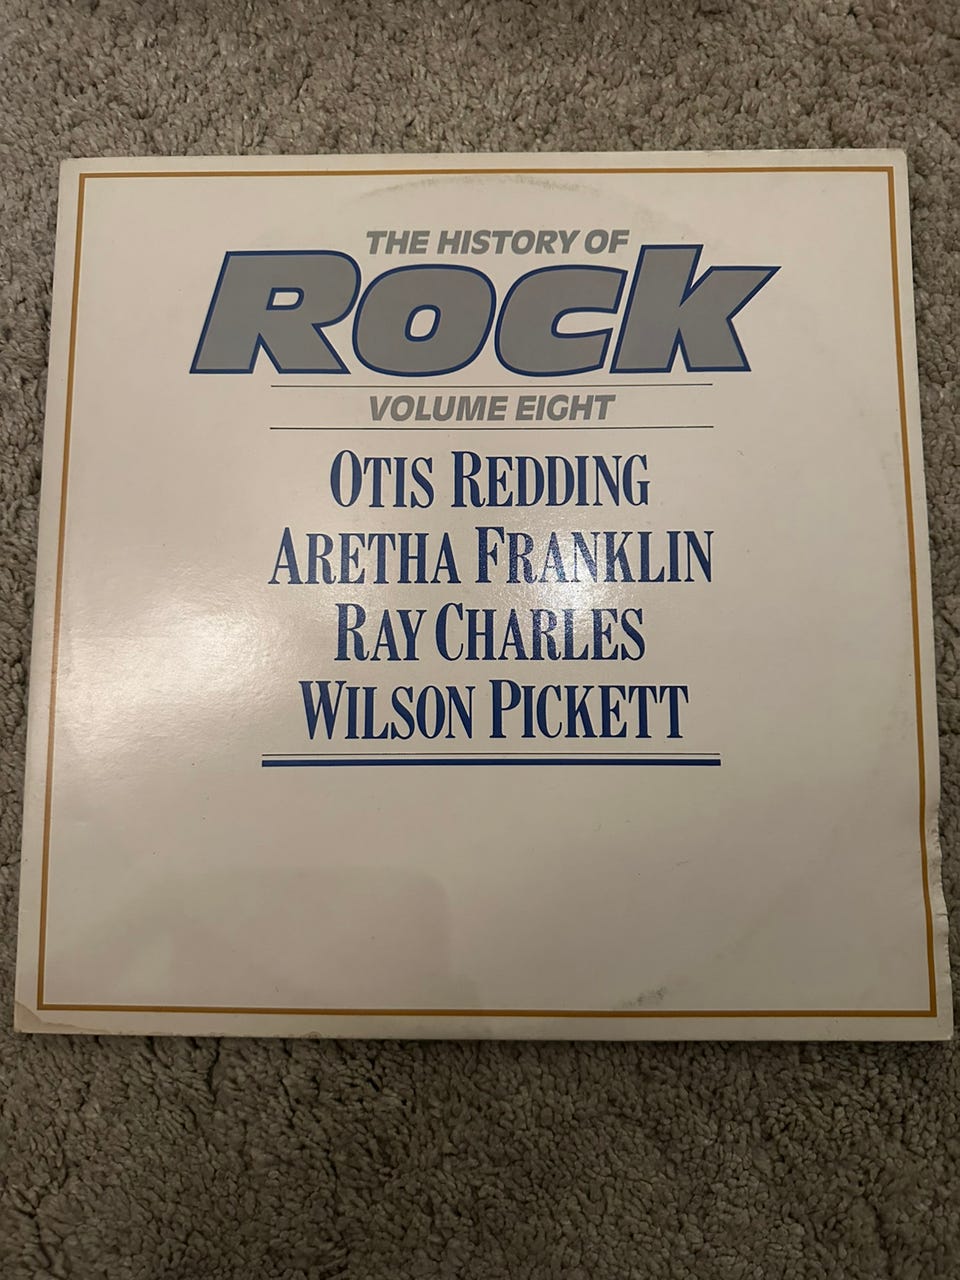 THE HISTORY OF
Rock
VOLUME EIGHT
OTIS REDDING
ARETHA FRANKLIN
RAY CHARLES
WILSON PICKETT